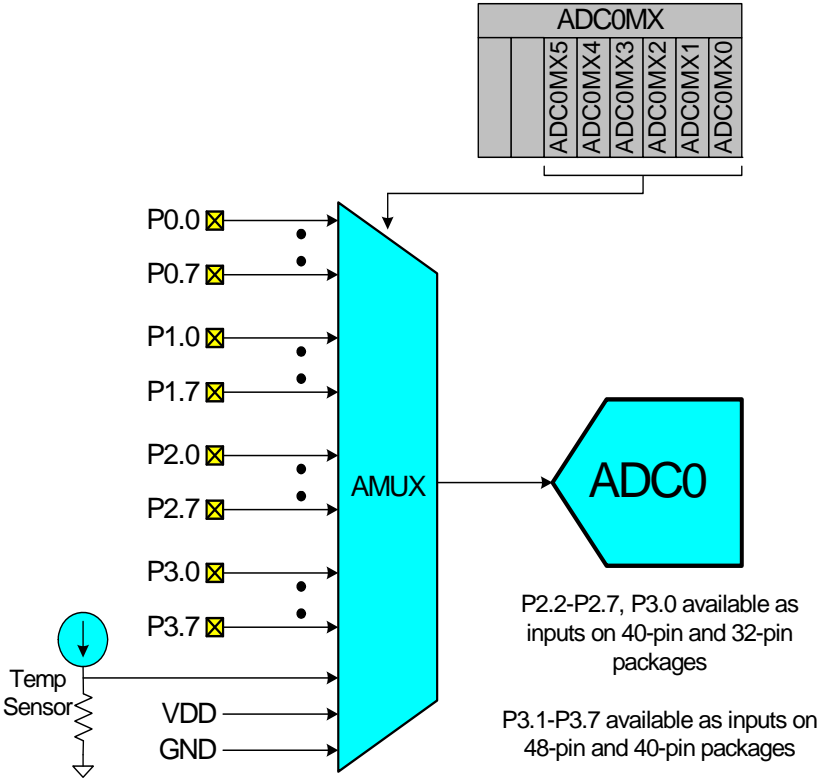 ADC0MX
ADC0MX5
ADC0MX4
ADC0MX3
ADC0MX2
ADC0MX1
ADC0MX0
P0.0
P0.7
P1.0
P1.7
P2.0
P2.7
P3.0
P3.7
AMUX
ADC0
Temp
Sensor
VDD
GND
P2.2-P2.7, P3.0 available as
inputs on 40-pin and 32-pin
packages
P3.1-P3.7 available as inputs on
48-pin and 40-pin packages